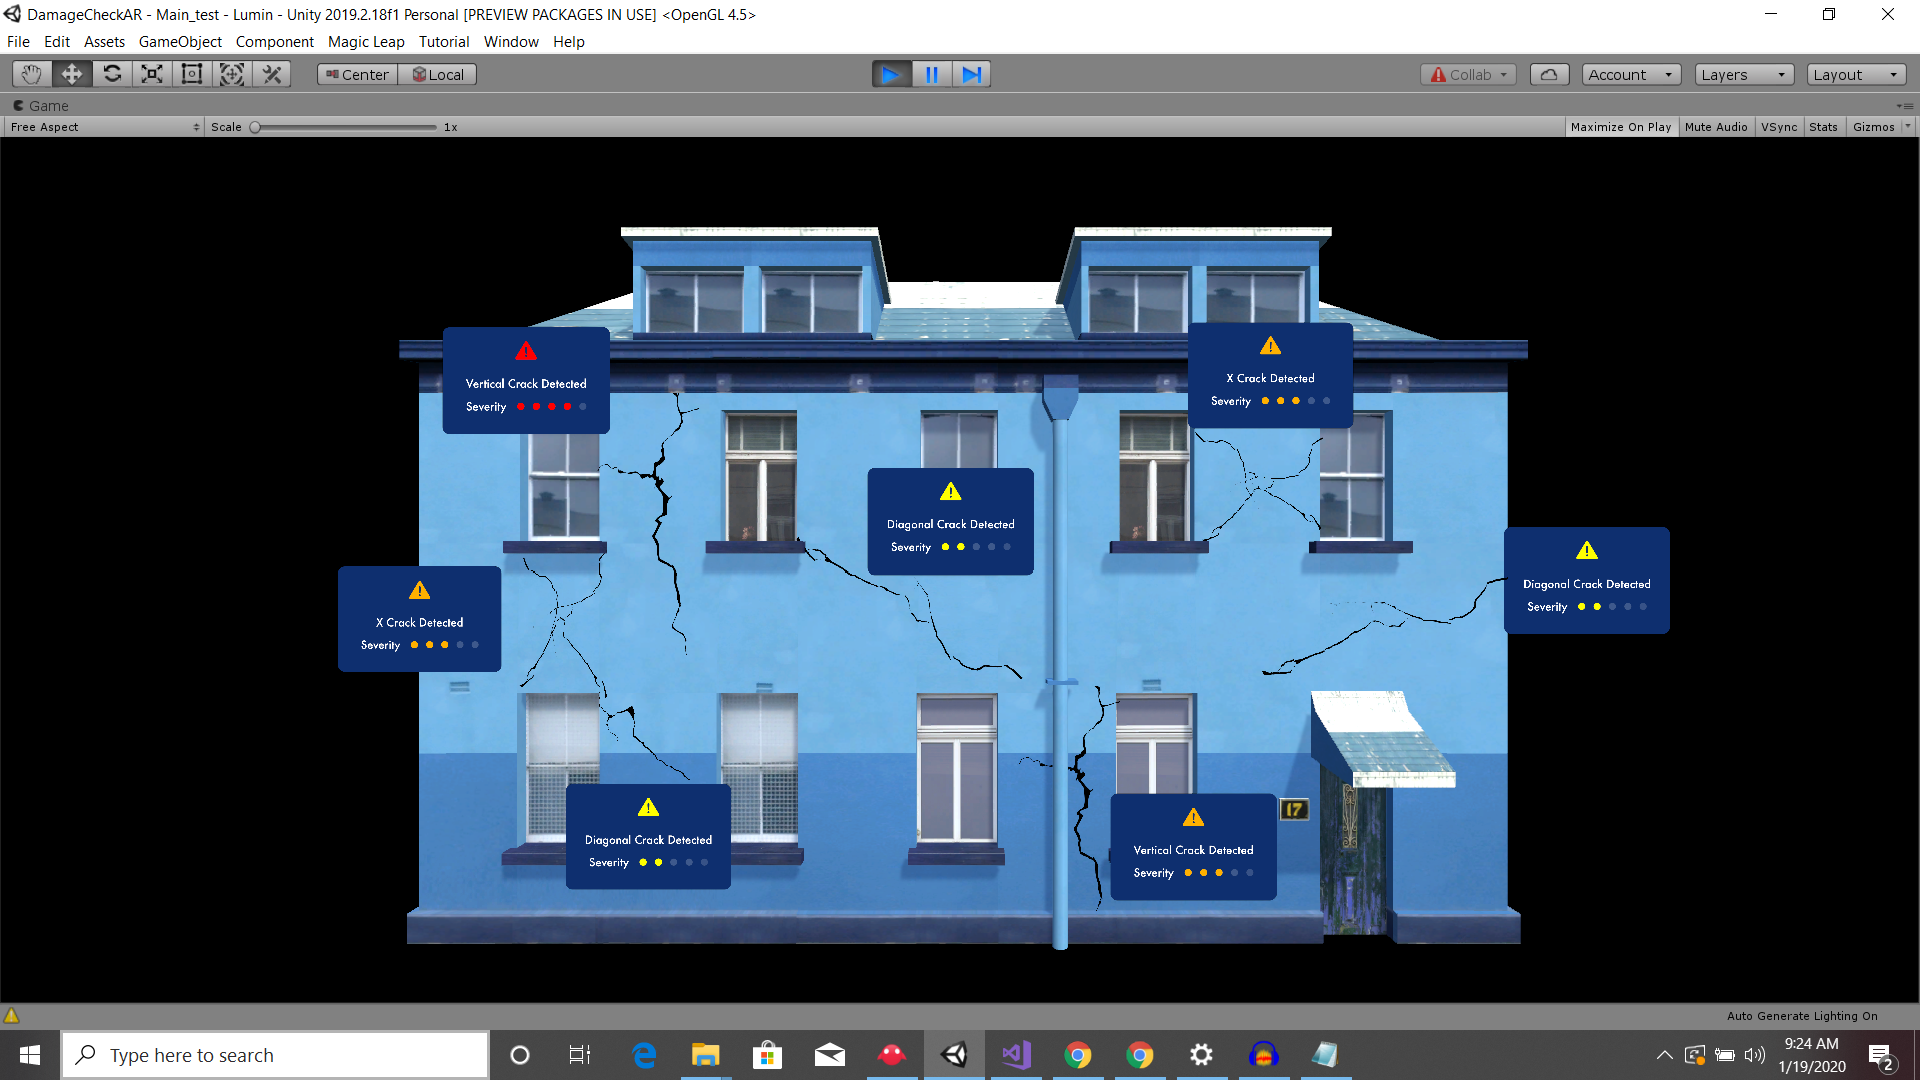 DamageCheckAR - Main_test - Lumin - Unity 2019.2.18f1 Personal [PREVIEW PACKAGES IN USE] <OpenGL 4.5>
File Edit Assets GameObject Component Magic Leap Tutorial Window Help
Center Local Collab Account Layers Layout
Game
Free Aspect Scale 1x Maximize On Play Mute Audio VSync Stats Gizmos
Vertical Crack Detected
Severity
X Crack Detected
Severity
Diagonal Crack Detected
Severity
Diagonal Crack Detected
Severity
X Crack Detected
Severity
Diagonal Crack Detected
Severity
Vertical Crack Detected
Severity
17
Auto Generate Lighting On
Type here to search
9:24 AM
1/19/2020
2